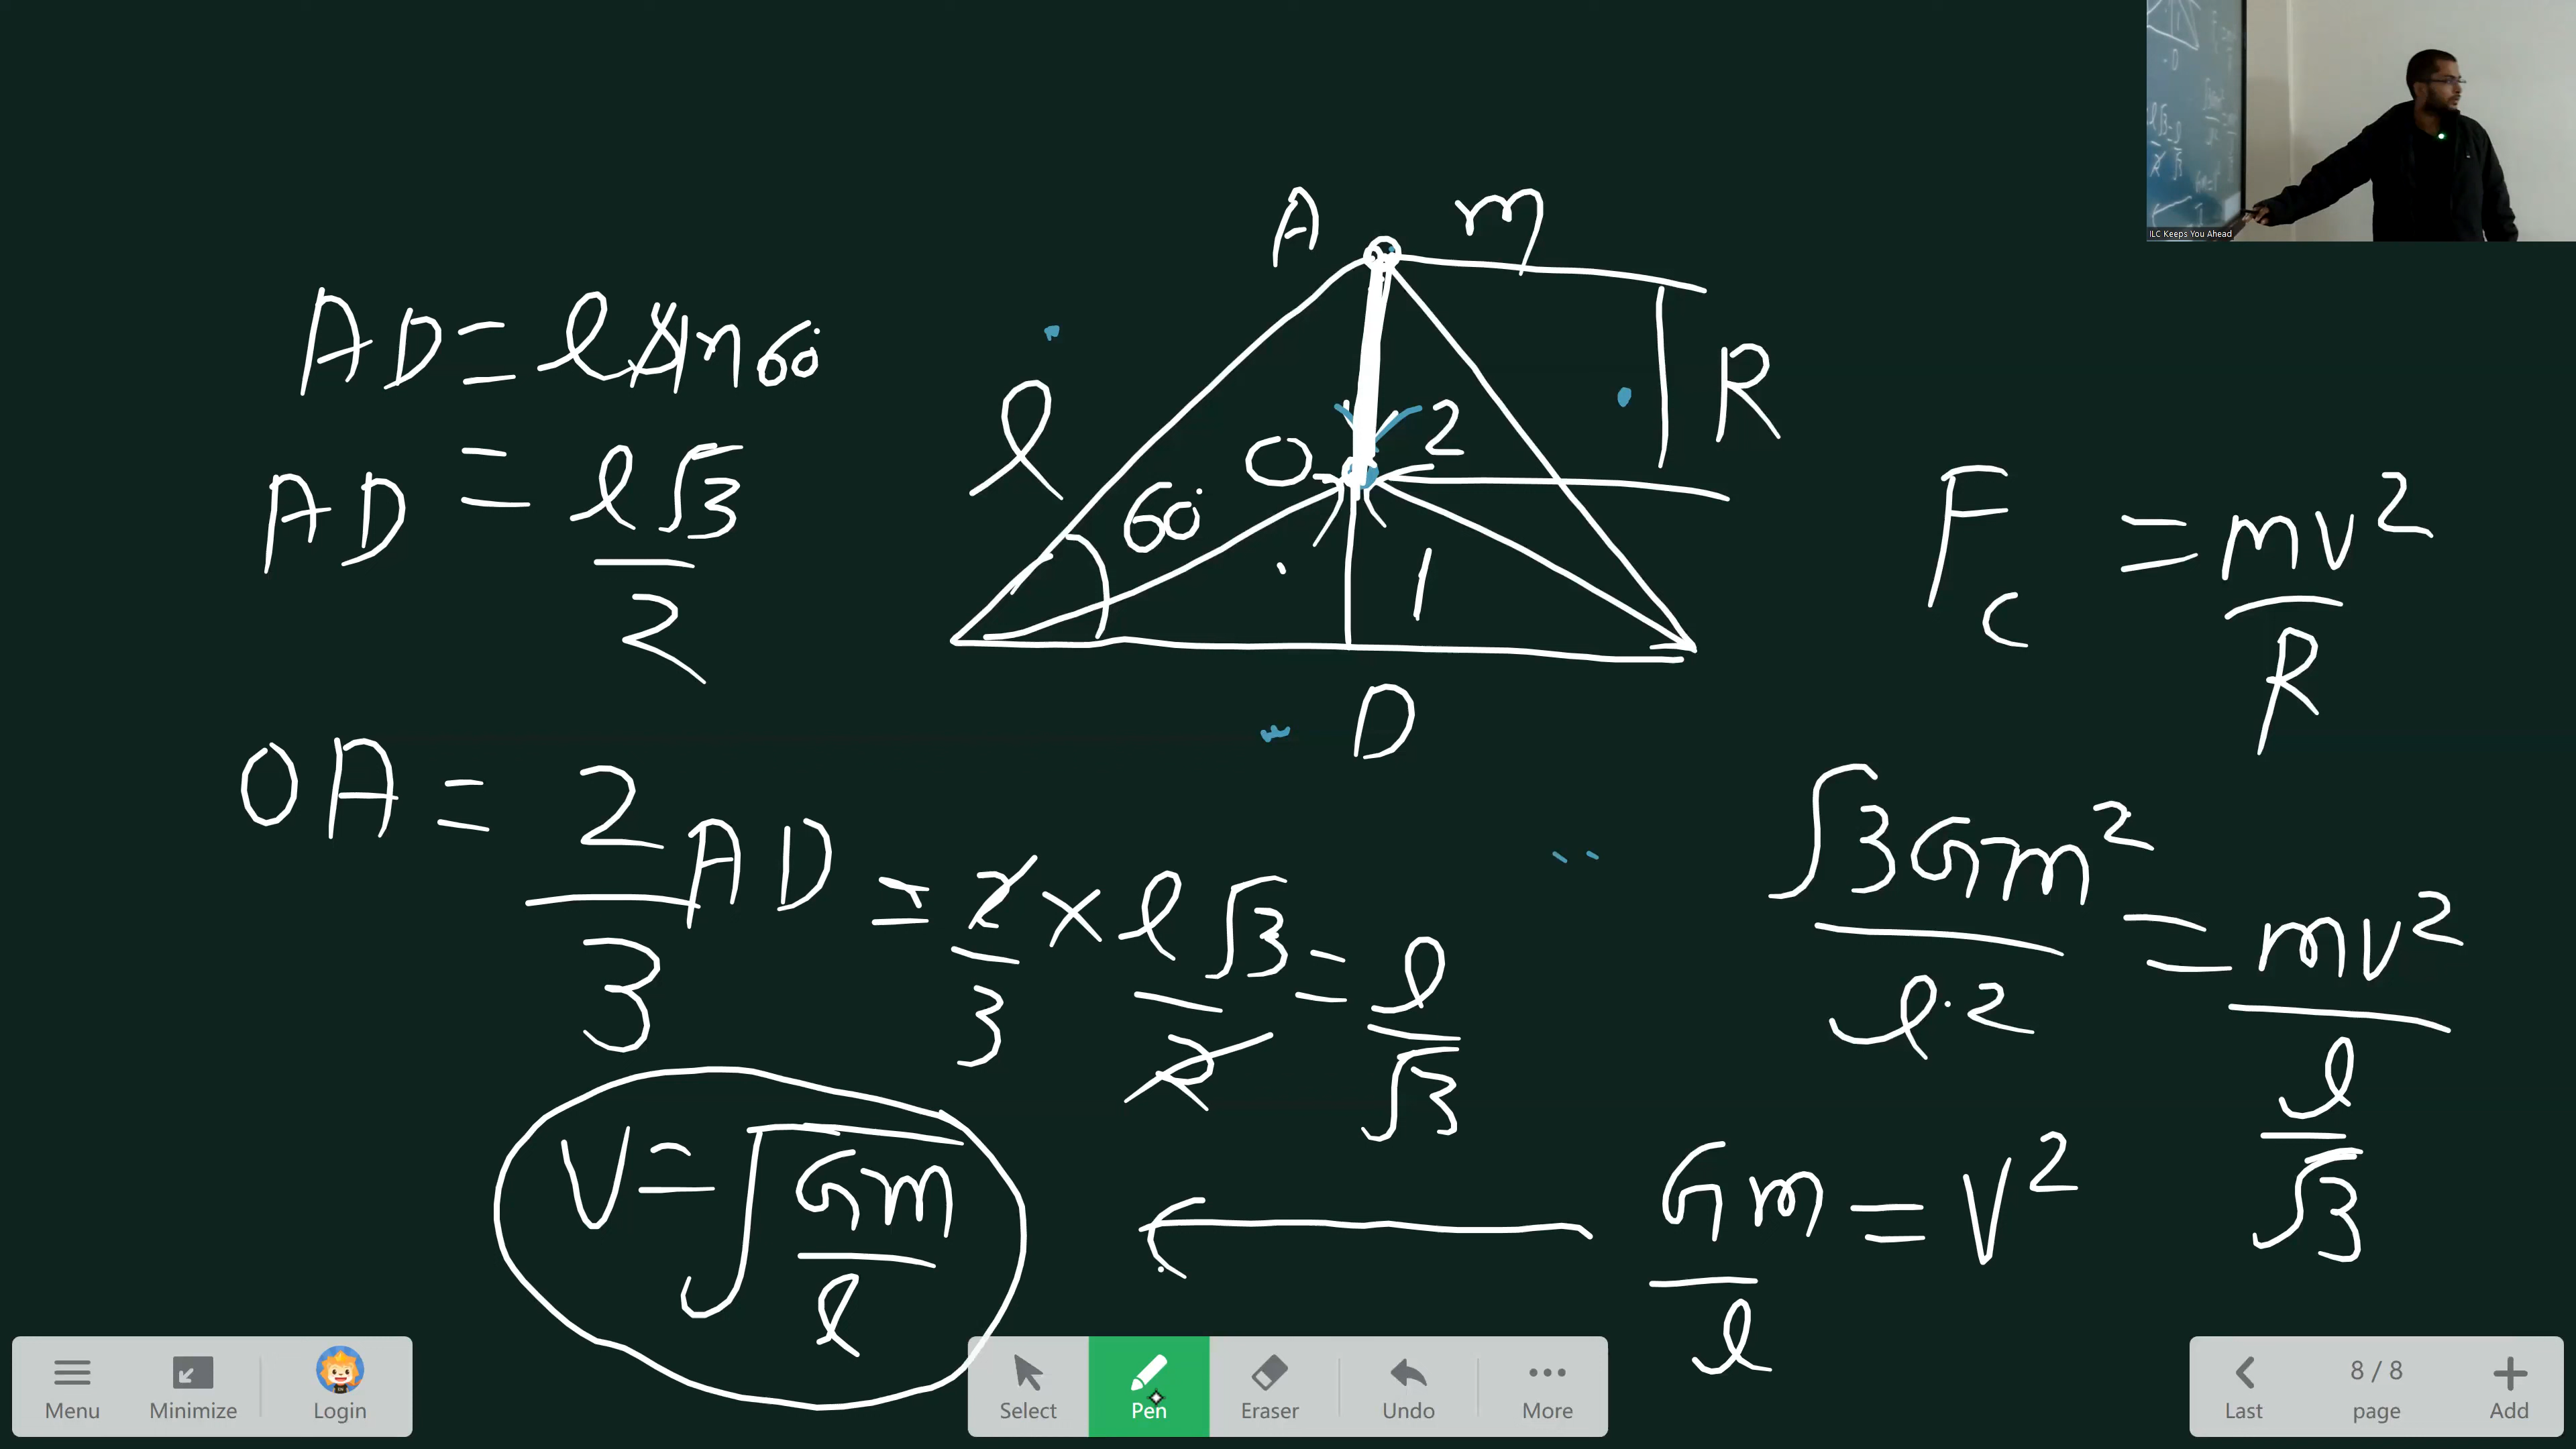 A m
AD = l sin 60°
l
R
AD = l√3/2
O 2
60°
1
D
F_c = mv²/R
OA = 2/3 AD = 2/3 × l√3/2 = l/√3
√3 Gm²/l² = mv²/(l/√3)
Gm/l = v²
V = √(Gm/l)
ILC Keeps You Ahead
Menu Minimize Login
Select Pen Eraser Undo More
Last 8 / 8 page Add